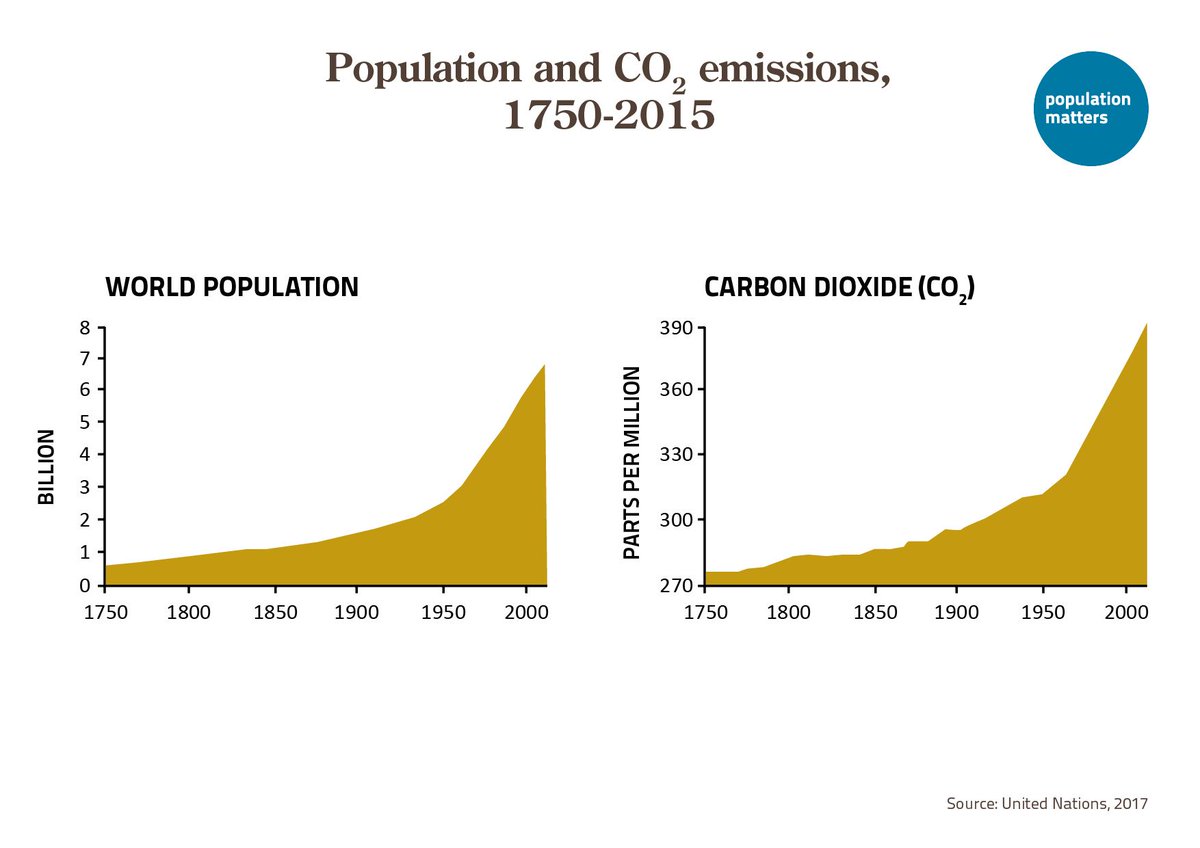 Population and CO₂ emissions,
1750-2015
population
matters
WORLD POPULATION
BILLION
8
7
6
5
4
3
2
1
0
1750 1800 1850 1900 1950 2000
CARBON DIOXIDE (CO₂)
PARTS PER MILLION
390
360
330
300
270
1750 1800 1850 1900 1950 2000
Source: United Nations, 2017